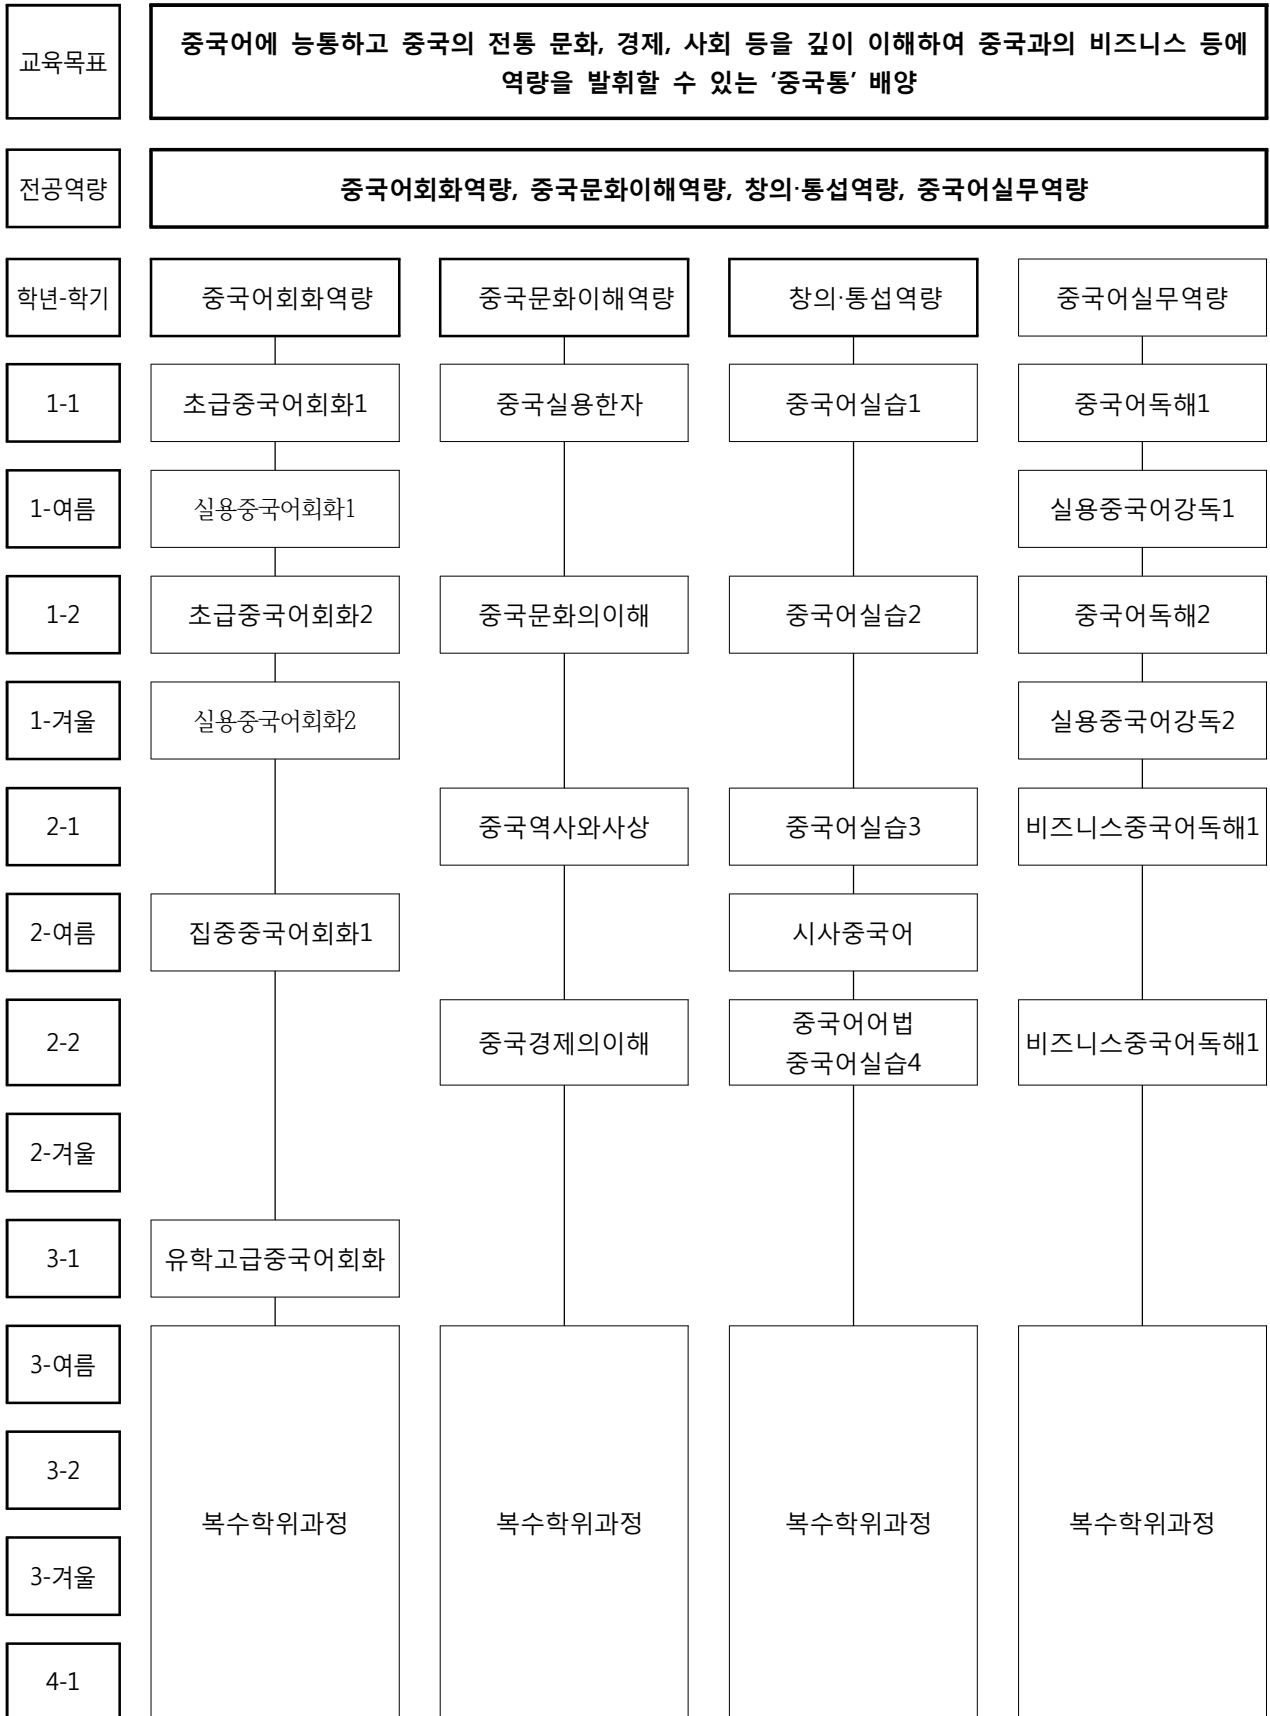 교육목표
중국어에 능통하고 중국의 전통 문화, 경제, 사회 등을 깊이 이해하여 중국과의 비즈니스 등에
역량을 발휘할 수 있는 ‘중국통’ 배양
전공역량
중국어회화역량, 중국문화이해역량, 창의·통섭역량, 중국어실무역량
학년-학기 중국어회화역량 중국문화이해역량 창의·통섭역량 중국어실무역량
1-1 초급중국어회화1 중국실용한자 중국어실습1 중국어독해1
1-여름 실용중국어회화1 실용중국어강독1
1-2 초급중국어회화2 중국문화의이해 중국어실습2 중국어독해2
1-겨울 실용중국어회화2 실용중국어강독2
2-1 중국역사와사상 중국어실습3 비즈니스중국어독해1
2-여름 집중중국어회화1 시사중국어
2-2 중국경제의이해 중국어어법
중국어실습4 비즈니스중국어독해1
2-겨울
3-1 유학고급중국어회화
3-여름
3-2
복수학위과정 복수학위과정 복수학위과정 복수학위과정
3-겨울
4-1